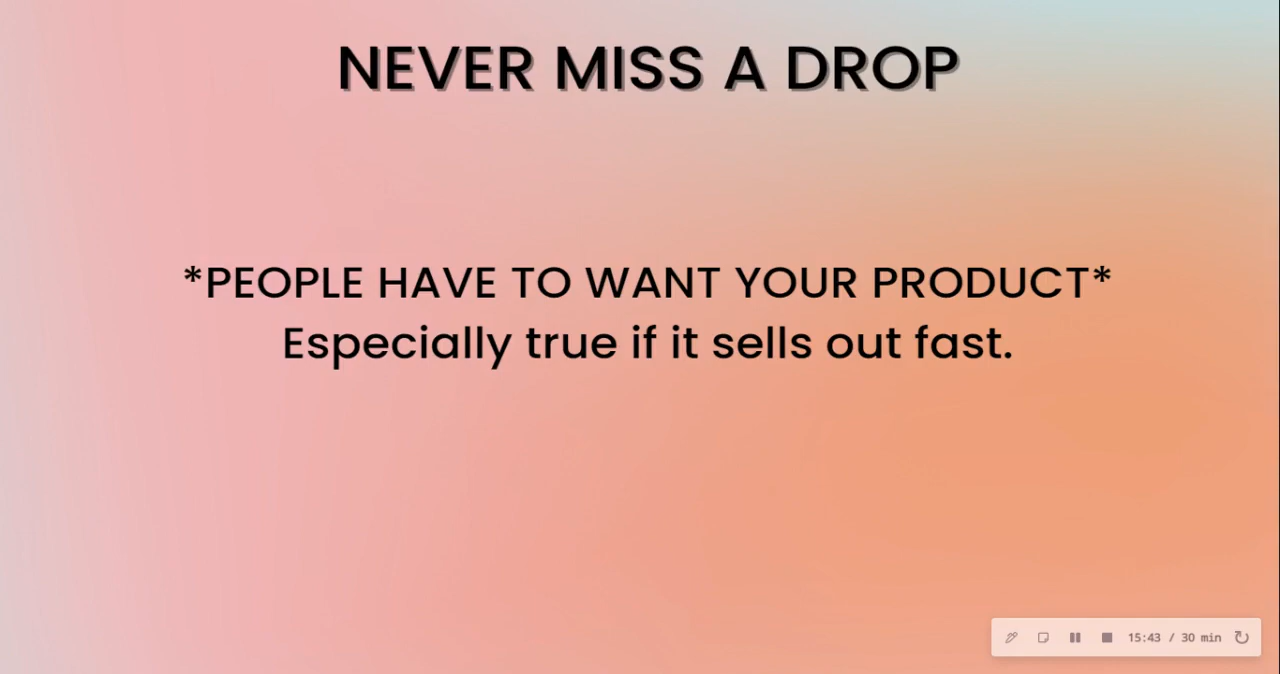 NEVER MISS A DROP
*PEOPLE HAVE TO WANT YOUR PRODUCT*
Especially true if it sells out fast.
15:43 / 30 min